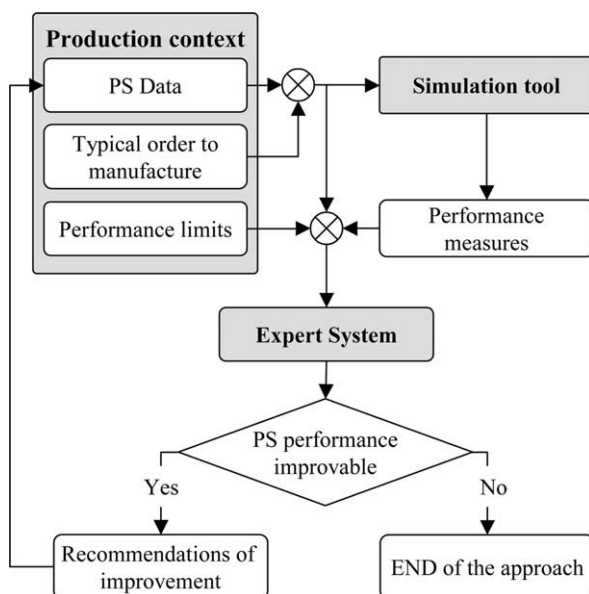 Production context
PS Data
Simulation tool
Typical order to
manufacture
Performance limits
Performance
measures
Expert System
PS performance
improvable
Yes
No
Recommendations of
improvement
END of the approach